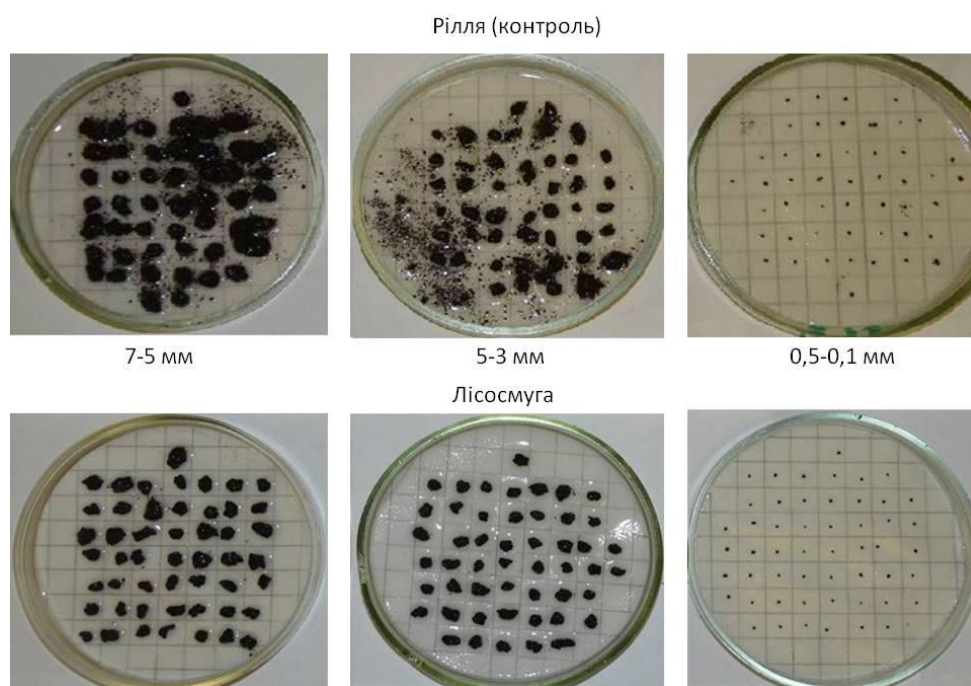 Рілля (контроль)
7-5 мм
5-3 мм
0,5-0,1 мм
Лісосмуга